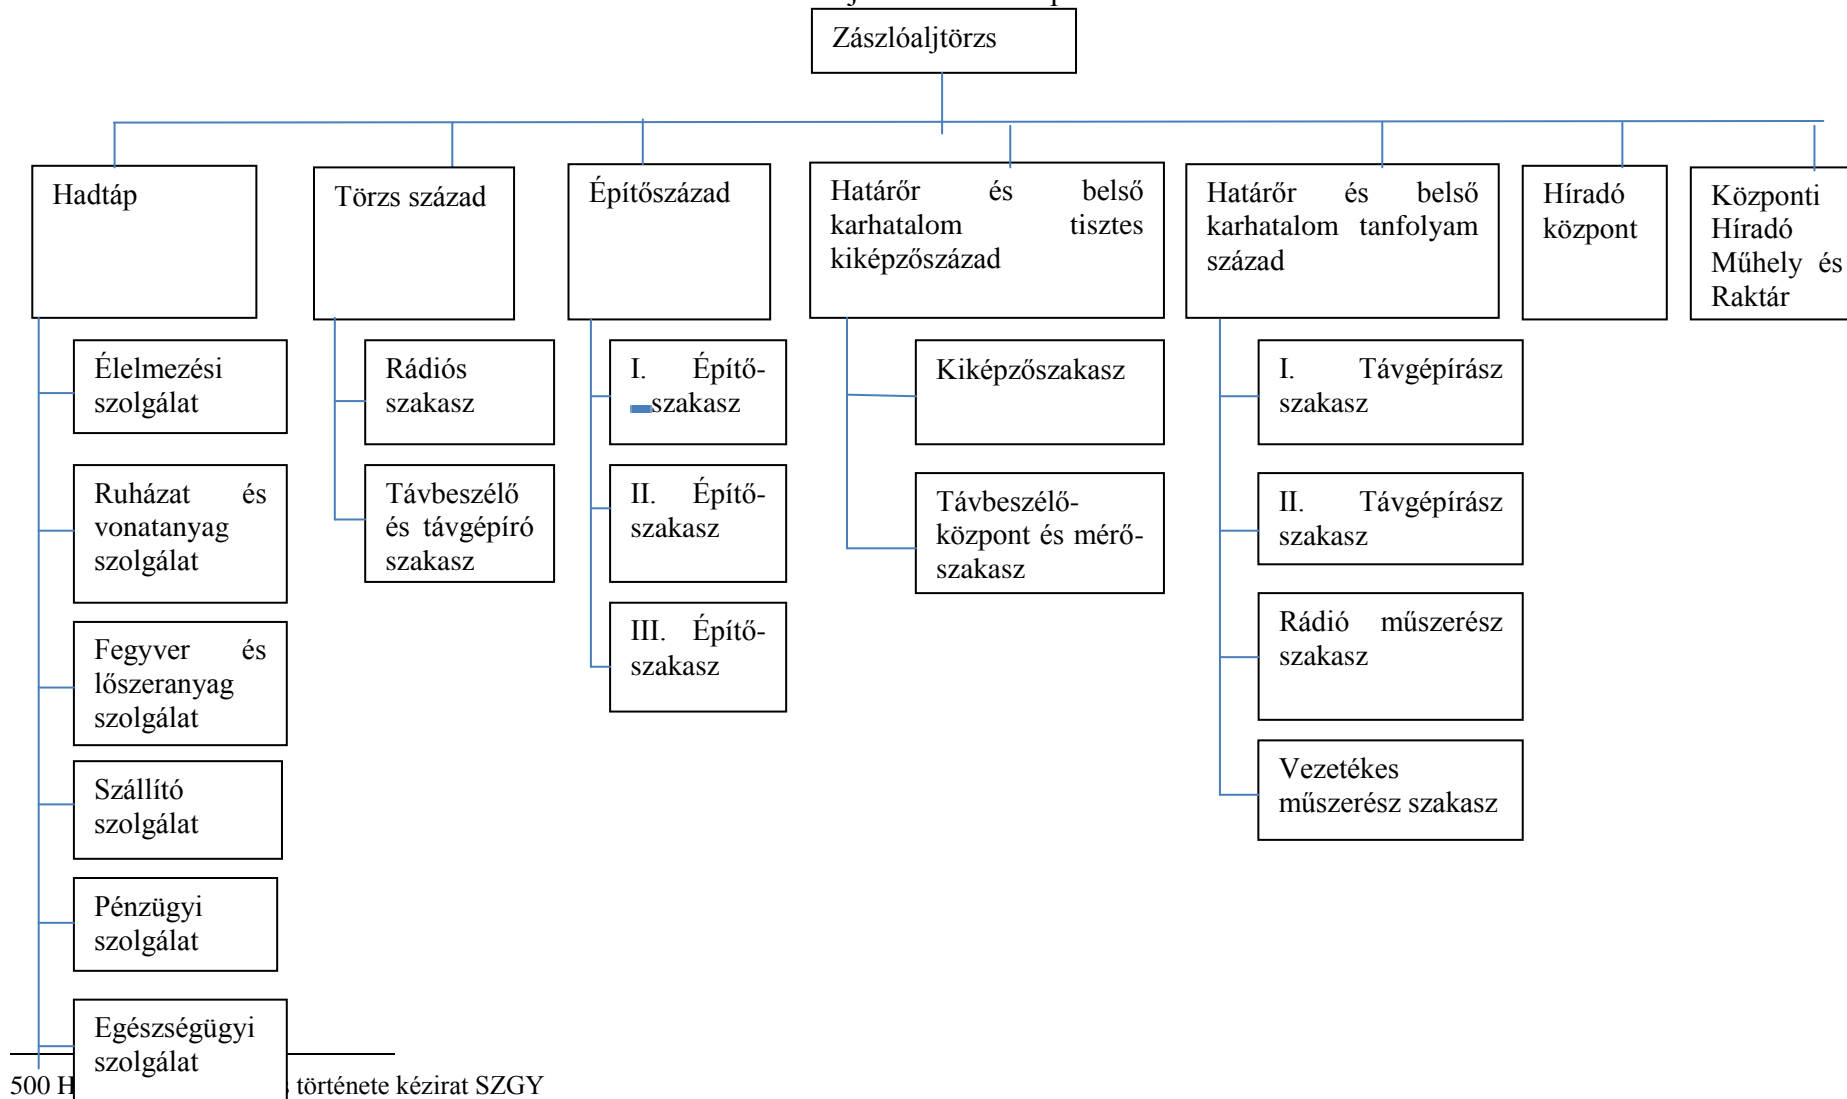 Zászlóaljtörzs
Hadtáp
Törzs század
Építőszázad
Határőr és belső
karhatalom tisztes
kiképzőszázad
Határőr és belső
karhatalom tanfolyam
század
Híradó
központ
Központi
Híradó
Műhely és
Raktár
Élelmezési
szolgálat
Ruházat és
vonatanyag
szolgálat
Fegyver és
lőszeranyag
szolgálat
Szállító
szolgálat
Pénzügyi
szolgálat
Egészségügyi
szolgálat
Rádiós
szakasz
Távbeszélő
és távgépíró
szakasz
I. Építő-
szakasz
II. Építő-
szakasz
III. Építő-
szakasz
Kiképzőszakasz
Távbeszélő-
központ és mérő-
szakasz
I. Távgépírász
szakasz
II. Távgépírász
szakasz
Rádió műszerész
szakasz
Vezetékes
műszerész szakasz
500 története kézirat SZGY